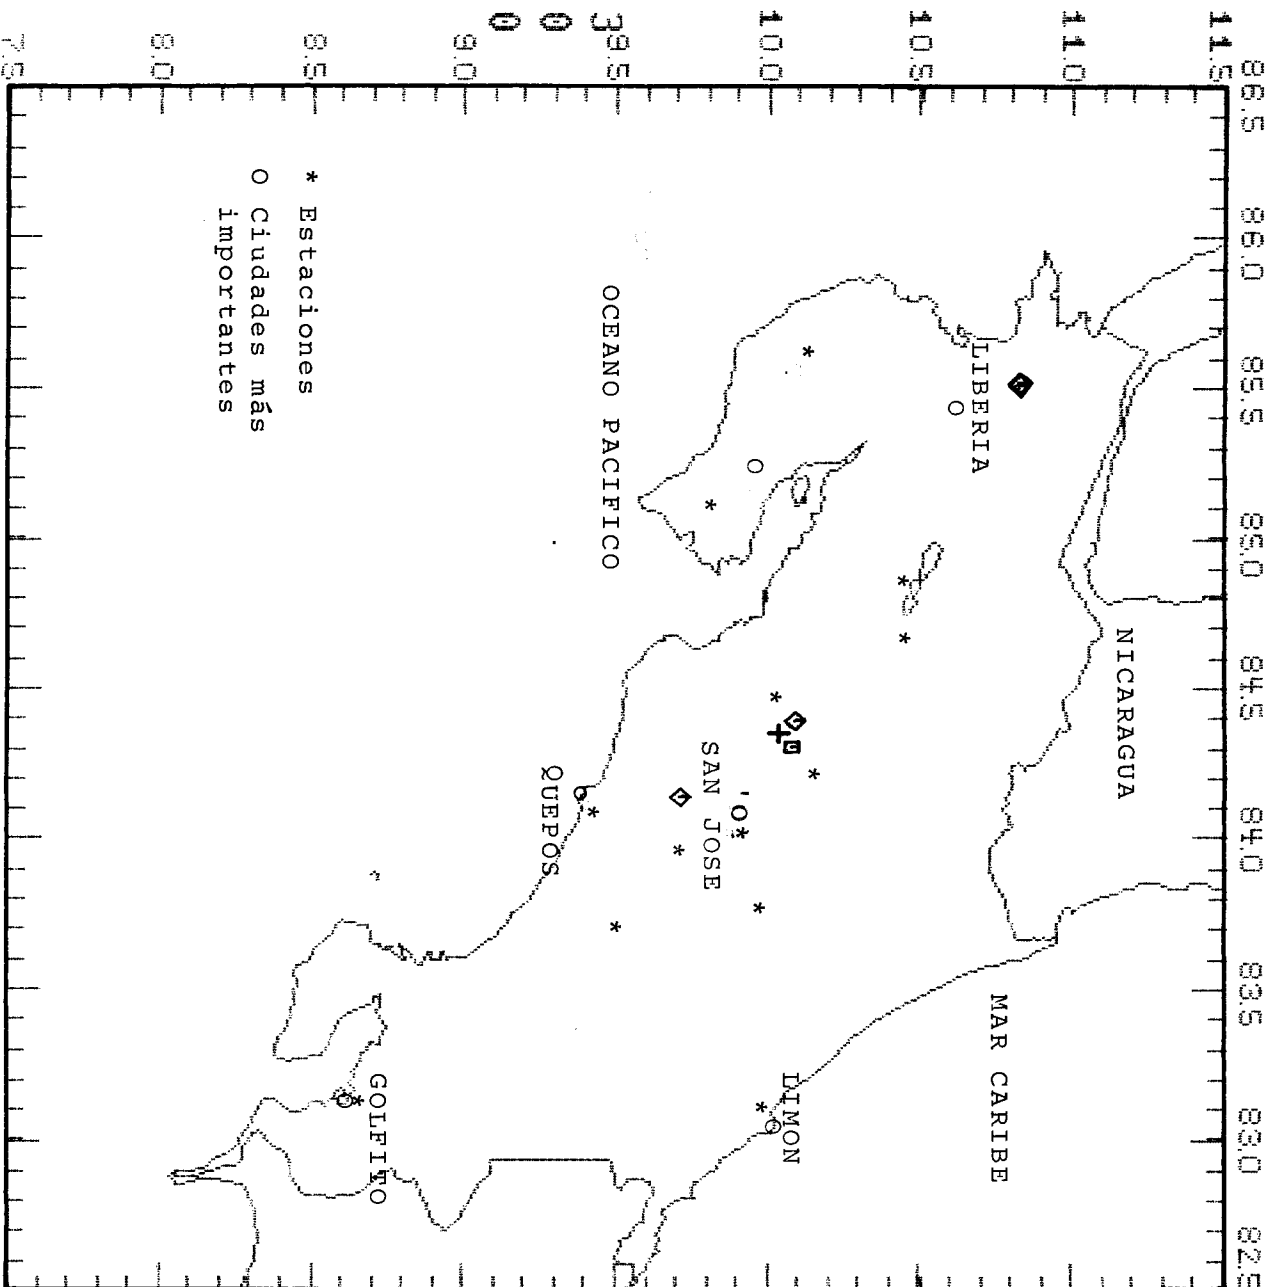 86.5
86.0
85.5
85.0
84.5
84.0
83.5
83.0
82.5
11.5
11.0
10.5
10.0
9.5
9.0
8.5
8.0
7.5
NICARAGUA
MAR CARIBE
LIBERIA
LIMON
SAN JOSE
OCEANO PACIFICO
QUEPOS
GOLFITO
* Estaciones
O Ciudades más
importantes